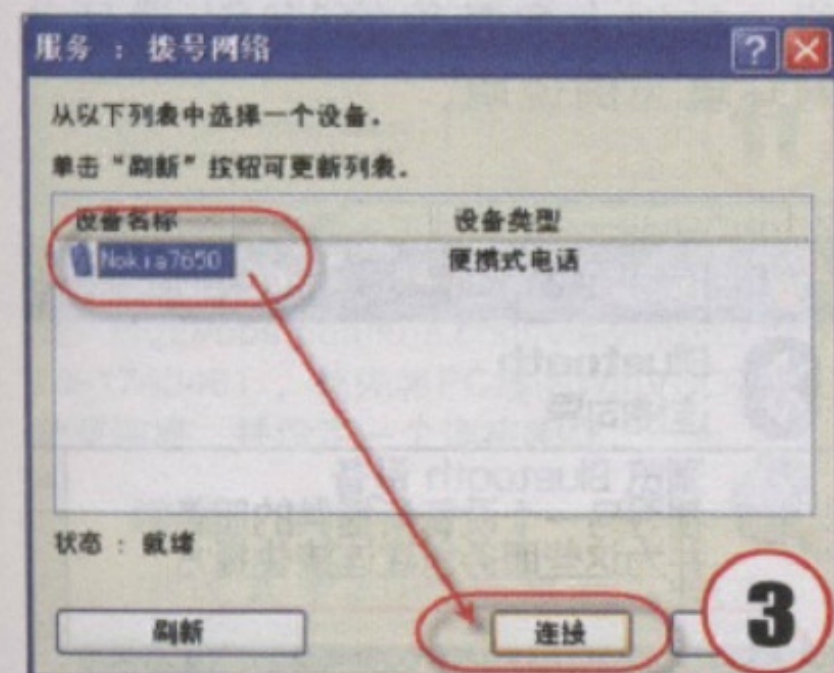 服务 : 拨号网络
从以下列表中选择一个设备.
单击“刷新”按钮可更新列表.
设备名称 设备类型
Nokia7650 便携式电话
状态 : 就绪
刷新 连接 3